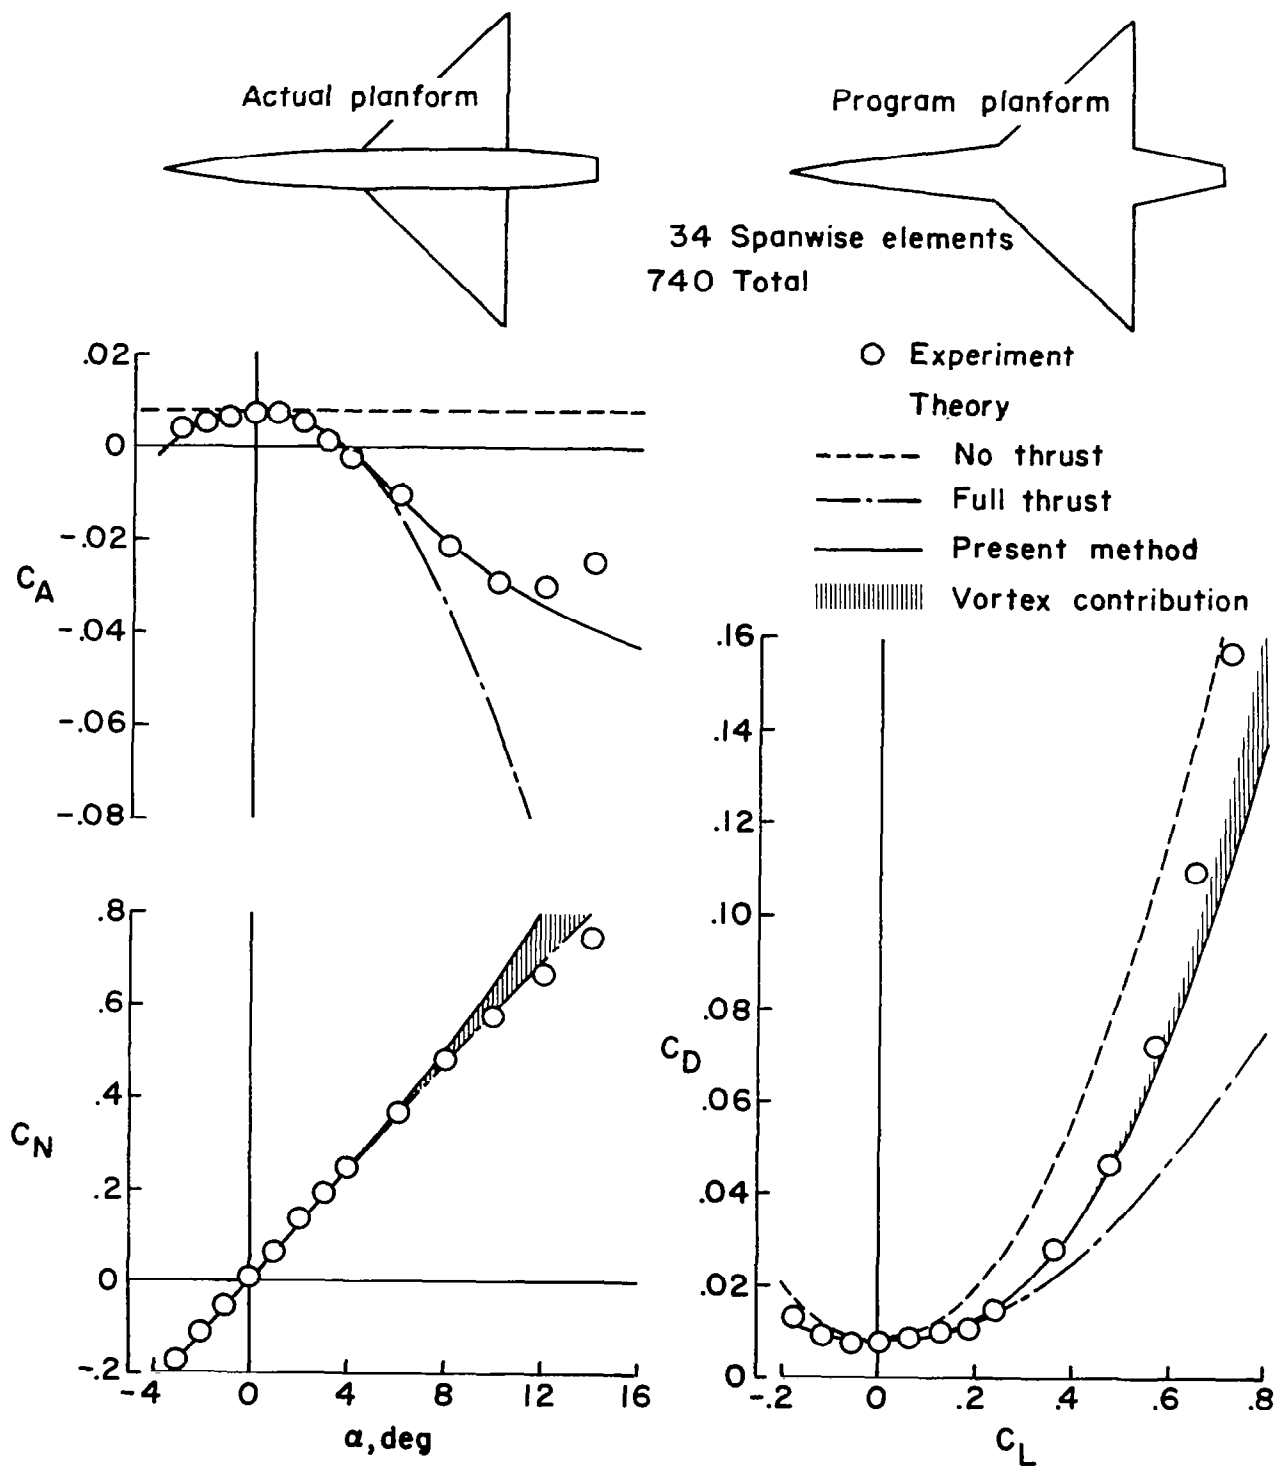 Actual planform
Program planform
34 Spanwise elements
740 Total
Experiment
Theory
No thrust
Full thrust
Present method
Vortex contribution
.02
0
-.02
-.04
-.06
-.08
C_A
.8
.6
.4
.2
0
-.2
C_N
-4 0 4 8 12 16
α, deg
.16
.14
.12
.10
.08
.06
.04
.02
0
C_D
-.2 0 .2 .4 .6 .8
C_L